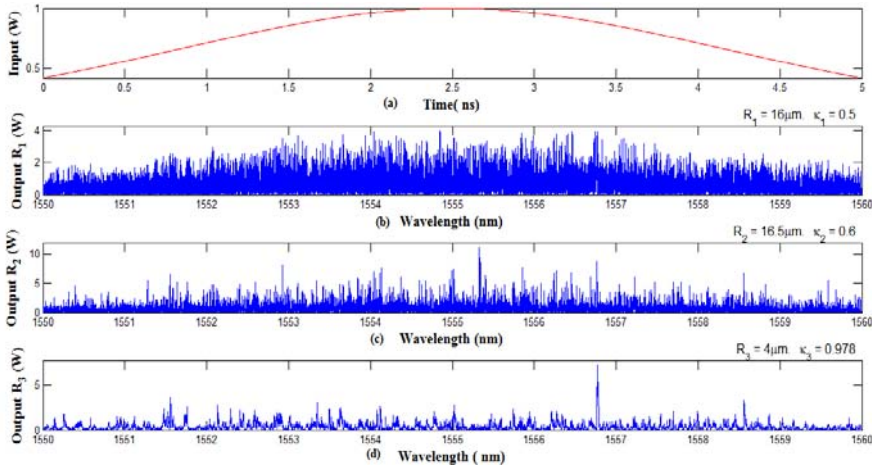 Input (W)
1
0.5
0 0.5 1 1.5 2 2.5 3 3.5 4 4.5 5
(a) Time( ns)
R1 = 16μm κ1 = 0.5
Output R1 (W)
4
2
0
1550 1551 1552 1553 1554 1555 1556 1557 1558 1559 1560
(b) Wavelength (nm)
R2 = 16.5μm κ2 = 0.6
Output R2 (W)
10
5
0
1550 1551 1552 1553 1554 1555 1556 1557 1558 1559 1560
(c) Wavelength (nm)
R3 = 4μm κ3 = 0.978
Output R3 (W)
5
0
1550 1551 1552 1553 1554 1555 1556 1557 1558 1559 1560
(d) Wavelength ( nm)